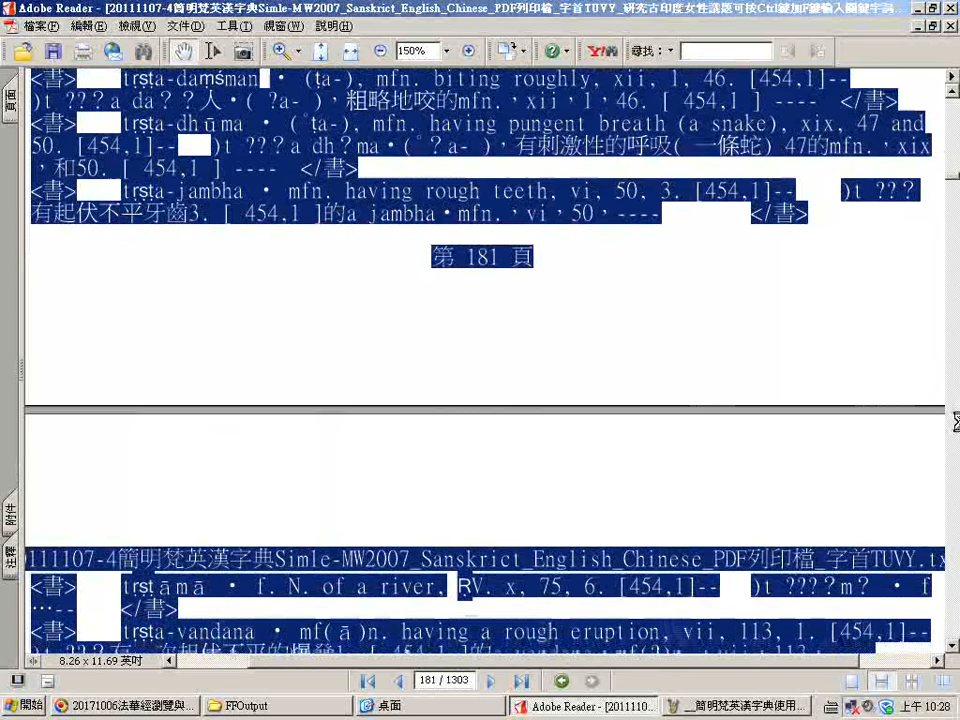 Adobe Reader - [20111107-4簡明梵英漢字典Simle-MW2007_Sanskrict_English_Chinese_PDF列印檔_字首TUVY_研究古印度女性議題可按Ctrl鍵加F鍵輸入關鍵字詞...
檔案(F) 編輯(E) 檢視(V) 文件(D) 工具(T) 視窗(W) 說明(H)
150% Y! 尋找:
頁面
<書> tṛṣṭa-daṃśman • (ṭa-), mfn. biting roughly, xii, 1, 46. [454,1]--
)t ???a da??人•( ?a- )，粗略地咬的mfn.，xii，1，46. [ 454,1 ] ---- </書>
<書> tṛṣṭa-dhūma • (ṭa-), mfn. having pungent breath (a snake), xix, 47 and
50. [454,1]-- )t ???a dh?ma•(°?a- )，有刺激性的呼吸( 一條蛇) 47的mfn.，xix
，和50. [ 454,1 ] ---- </書>
<書> tṛṣṭa-jambha • mfn. having rough teeth, vi, 50, 3. [454,1]-- )t ???
有起伏不平牙齒3. [ 454,1 ]的a jambha•mfn.，vi，50，---- </書>
第 181 頁
附件
注釋
111107-4簡明梵英漢字典Simle-MW2007_Sanskrict_English_Chinese_PDF列印檔_字首TUVY.tx
<書> tṛṣṭāmā • f. N. of a river, ṚV. x, 75, 6. [454,1]-- )t ????m? • f
…-- </書>
<書> tṛṣṭa-vandana • mf(ā)n. having a rough eruption, vii, 113, 1. [454,1]--
8.26 x 11.69 英吋
181 / 1303
開始 20171006法華經瀏覽與... FFOutput 桌面 Adobe Reader - [2011110... __簡明梵英字典使用... 上午 10:28